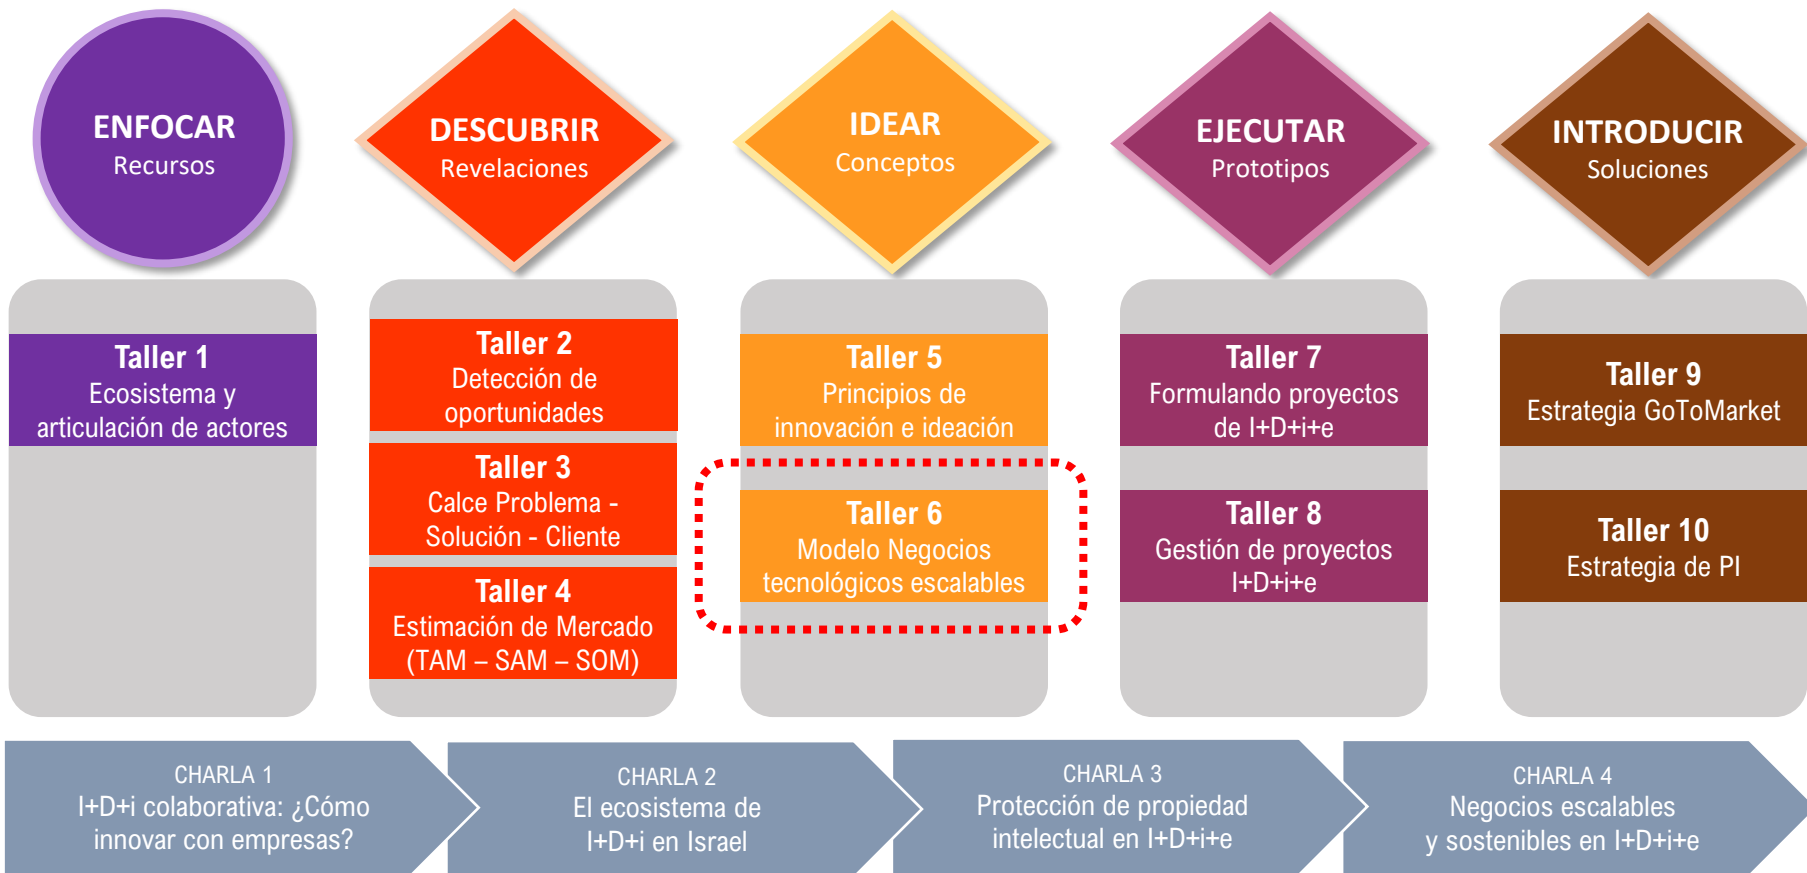 ENFOCAR
Recursos
DESCUBRIR
Revelaciones
IDEAR
Conceptos
EJECUTAR
Prototipos
INTRODUCIR
Soluciones
Taller 1
Ecosistema y
articulación de actores
Taller 2
Detección de
oportunidades
Taller 3
Calce Problema -
Solución - Cliente
Taller 4
Estimación de Mercado
(TAM – SAM – SOM)
Taller 5
Principios de
innovación e ideación
Taller 6
Modelo Negocios
tecnológicos escalables
Taller 7
Formulando proyectos
de I+D+i+e
Taller 8
Gestión de proyectos
I+D+i+e
Taller 9
Estrategia GoToMarket
Taller 10
Estrategia de PI
CHARLA 1
I+D+i colaborativa: ¿Cómo
innovar con empresas?
CHARLA 2
El ecosistema de
I+D+i en Israel
CHARLA 3
Protección de propiedad
intelectual en I+D+i+e
CHARLA 4
Negocios escalables
y sostenibles en I+D+i+e